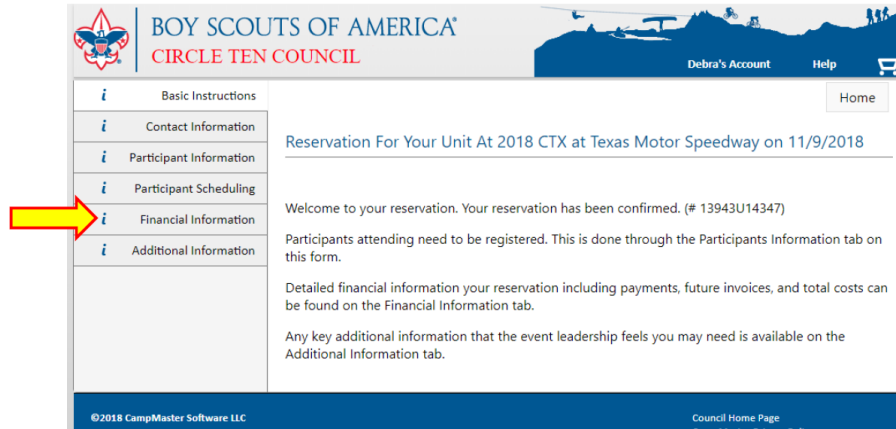 BOY SCOUTS OF AMERICA®
CIRCLE TEN COUNCIL
Debra's Account Help
i Basic Instructions
Home
i Contact Information
i Participant Information
i Participant Scheduling
i Financial Information
i Additional Information
Reservation For Your Unit At 2018 CTX at Texas Motor Speedway on 11/9/2018
Welcome to your reservation. Your reservation has been confirmed. (# 13943U14347)
Participants attending need to be registered. This is done through the Participants Information tab on
this form.
Detailed financial information your reservation including payments, future invoices, and total costs can
be found on the Financial Information tab.
Any key additional information that the event leadership feels you may need is available on the
Additional Information tab.
©2018 CampMaster Software LLC
Council Home Page